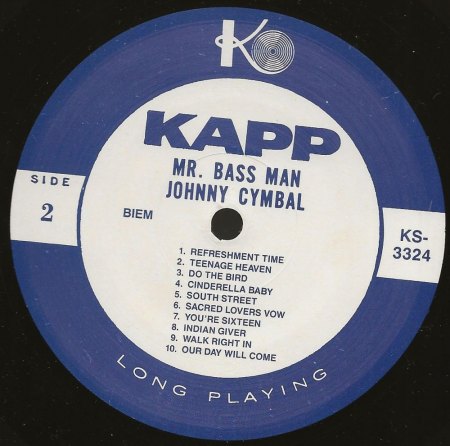 K
KAPP
MR. BASS MAN
JOHNNY CYMBAL
SIDE
2
BIEM
KS-
3324
1. REFRESHMENT TIME
2. TEENAGE HEAVEN
3. DO THE BIRD
4. CINDERELLA BABY
5. SOUTH STREET
6. SACRED LOVERS VOW
7. YOU'RE SIXTEEN
8. INDIAN GIVER
9. WALK RIGHT IN
10. OUR DAY WILL COME
LONG PLAYING